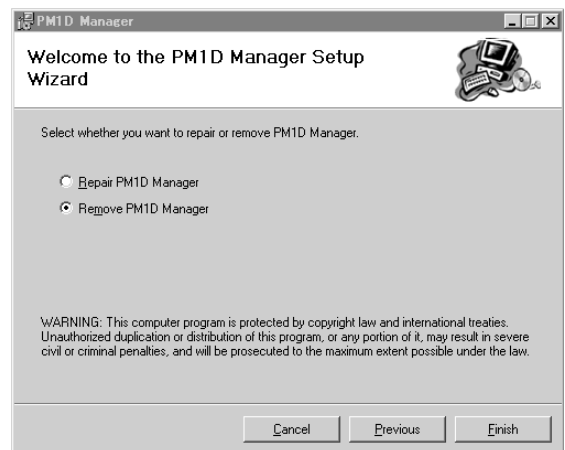 PM1D Manager
Welcome to the PM1D Manager Setup
Wizard
Select whether you want to repair or remove PM1D Manager.
Repair PM1D Manager
Remove PM1D Manager
WARNING: This computer program is protected by copyright law and international treaties.
Unauthorized duplication or distribution of this program, or any portion of it, may result in severe
civil or criminal penalties, and will be prosecuted to the maximum extent possible under the law.
Cancel
Previous
Finish